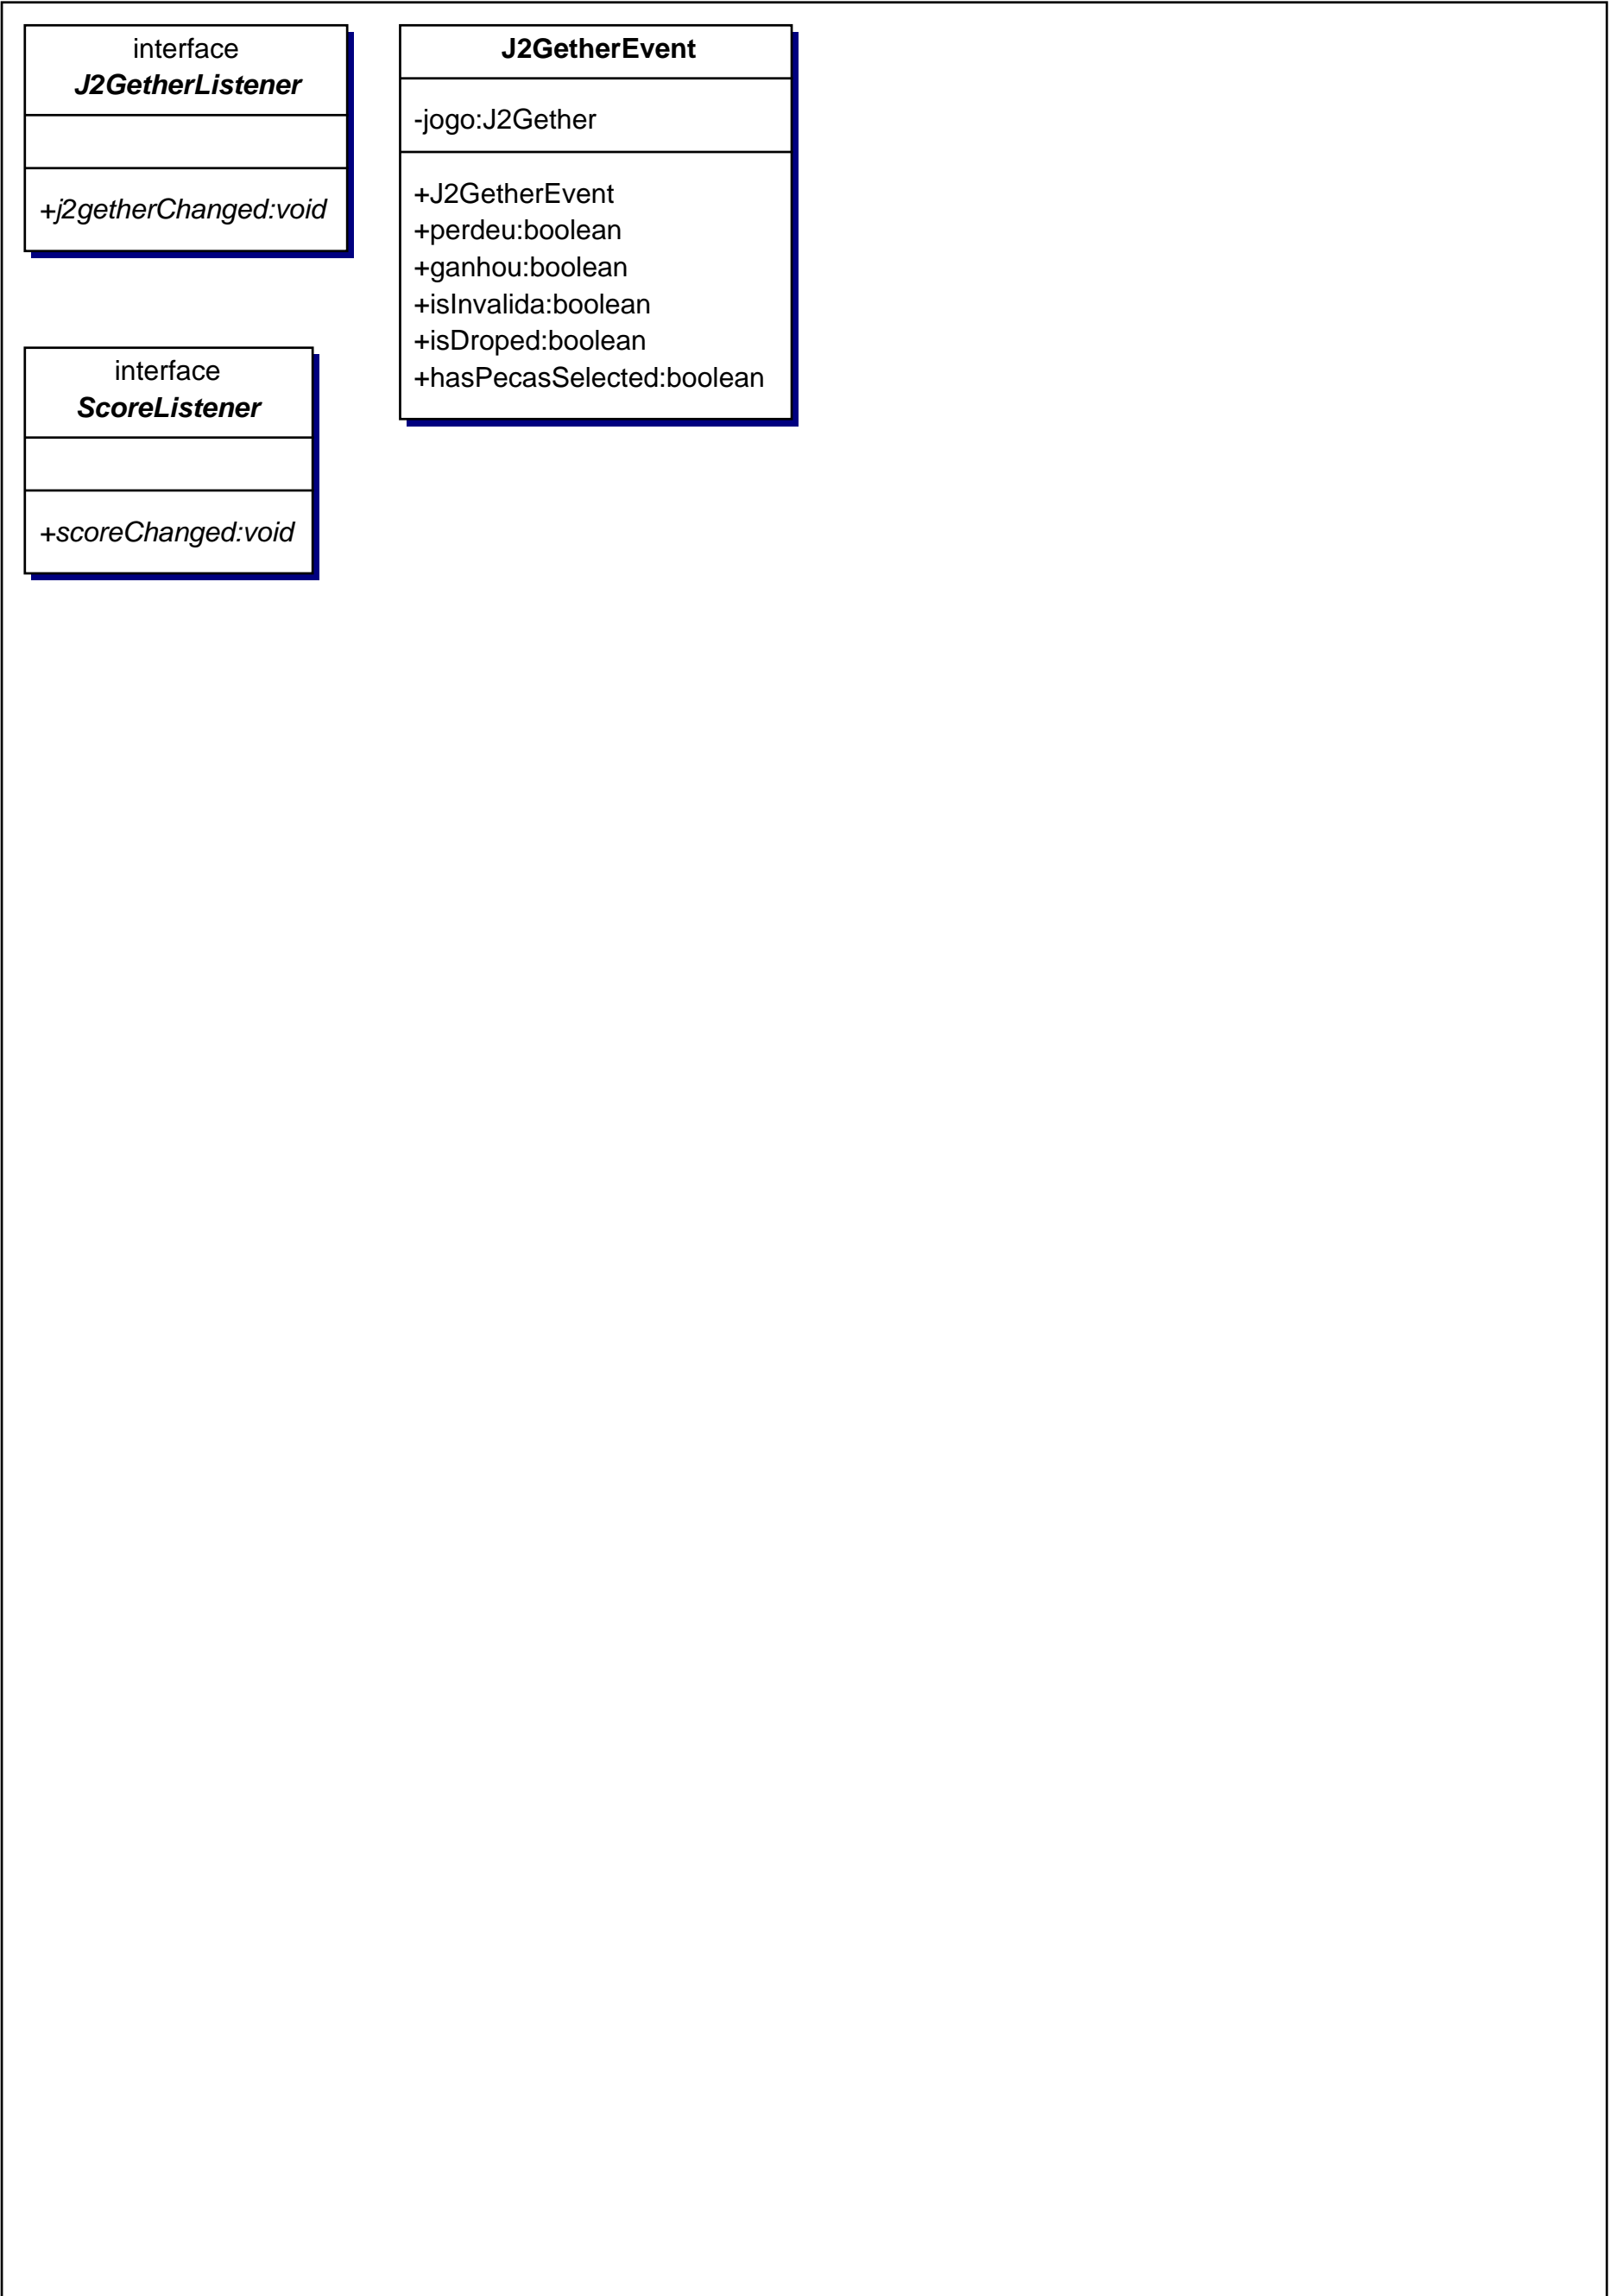 interface
J2GetherListener
+j2getherChanged:void
J2GetherEvent
-jogo:J2Gether
+J2GetherEvent
+perdeu:boolean
+ganhou:boolean
+isInvalida:boolean
+isDroped:boolean
+hasPecasSelected:boolean
interface
ScoreListener
+scoreChanged:void